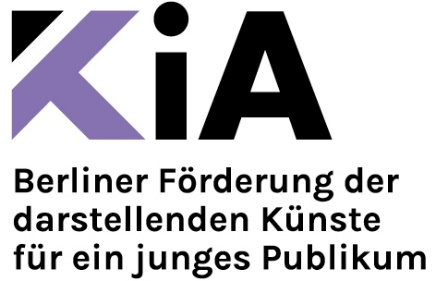 KiA
Berliner Förderung der
darstellenden Künste
für ein junges Publikum